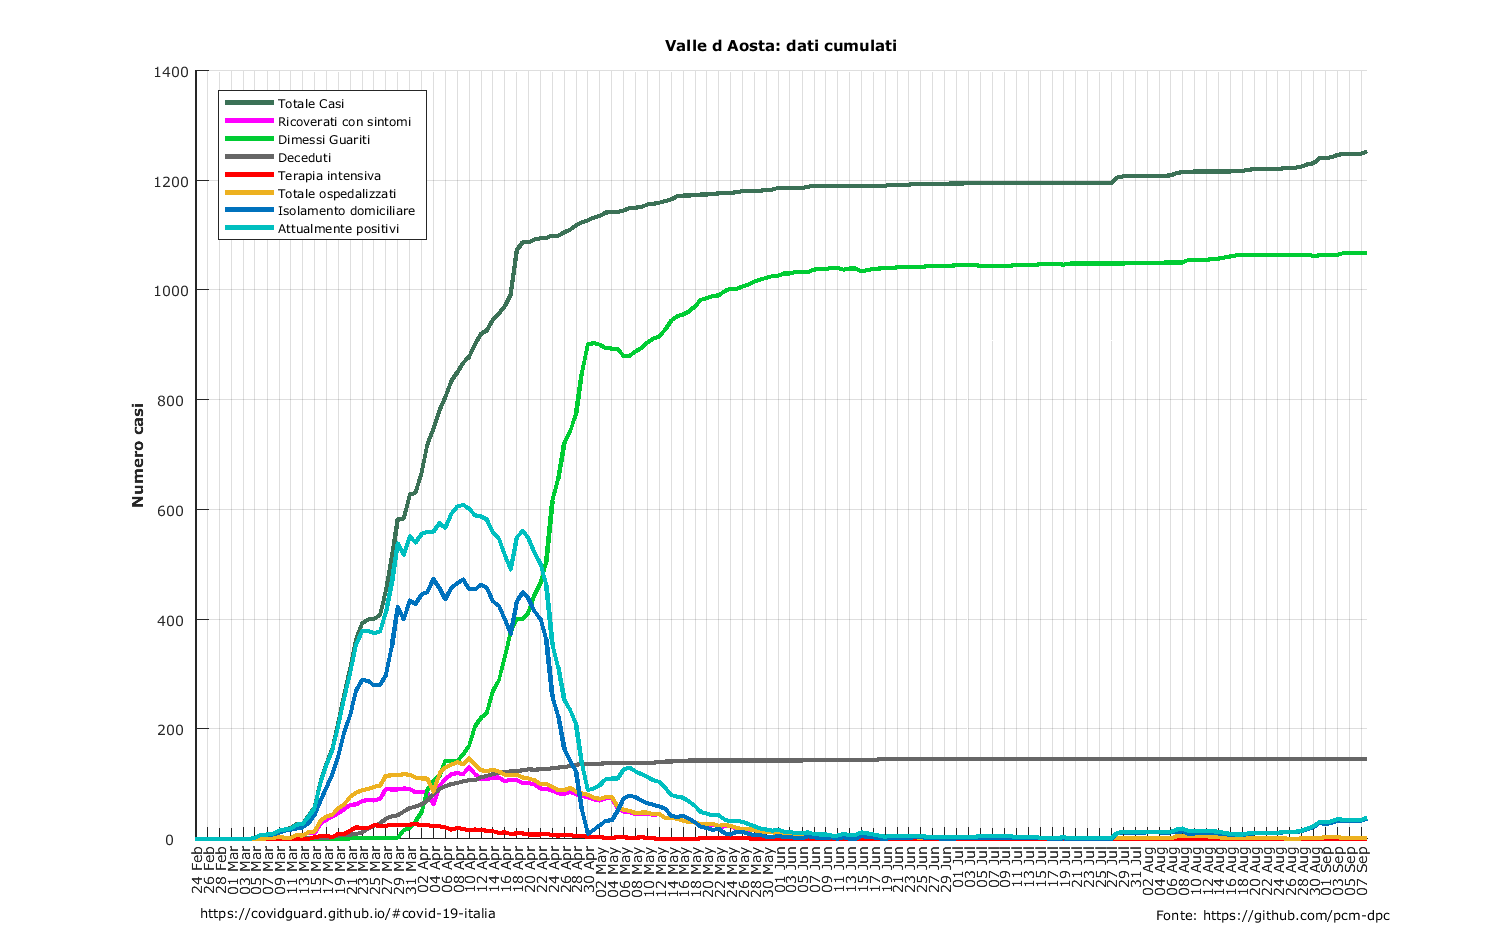 Valle d Aosta: dati cumulati
Numero casi
1400
1200
1000
800
600
400
200
0
Totale Casi
Ricoverati con sintomi
Dimessi Guariti
Deceduti
Terapia intensiva
Totale ospedalizzati
Isolamento domiciliare
Attualmente positivi
24 Feb
26 Feb
28 Feb
01 Mar
03 Mar
05 Mar
07 Mar
09 Mar
11 Mar
13 Mar
15 Mar
17 Mar
19 Mar
21 Mar
23 Mar
25 Mar
27 Mar
29 Mar
31 Mar
02 Apr
04 Apr
06 Apr
08 Apr
10 Apr
12 Apr
14 Apr
16 Apr
18 Apr
20 Apr
22 Apr
24 Apr
26 Apr
28 Apr
30 Apr
02 May
04 May
06 May
08 May
10 May
12 May
14 May
16 May
18 May
20 May
22 May
24 May
26 May
28 May
30 May
01 Jun
03 Jun
05 Jun
07 Jun
09 Jun
11 Jun
13 Jun
15 Jun
17 Jun
19 Jun
21 Jun
23 Jun
25 Jun
27 Jun
29 Jun
01 Jul
03 Jul
05 Jul
07 Jul
09 Jul
11 Jul
13 Jul
15 Jul
17 Jul
19 Jul
21 Jul
23 Jul
25 Jul
27 Jul
29 Jul
31 Jul
02 Aug
04 Aug
06 Aug
08 Aug
10 Aug
12 Aug
14 Aug
16 Aug
18 Aug
20 Aug
22 Aug
24 Aug
26 Aug
28 Aug
30 Aug
01 Sep
03 Sep
05 Sep
07 Sep
https://covidguard.github.io/#covid-19-italia
Fonte: https://github.com/pcm-dpc